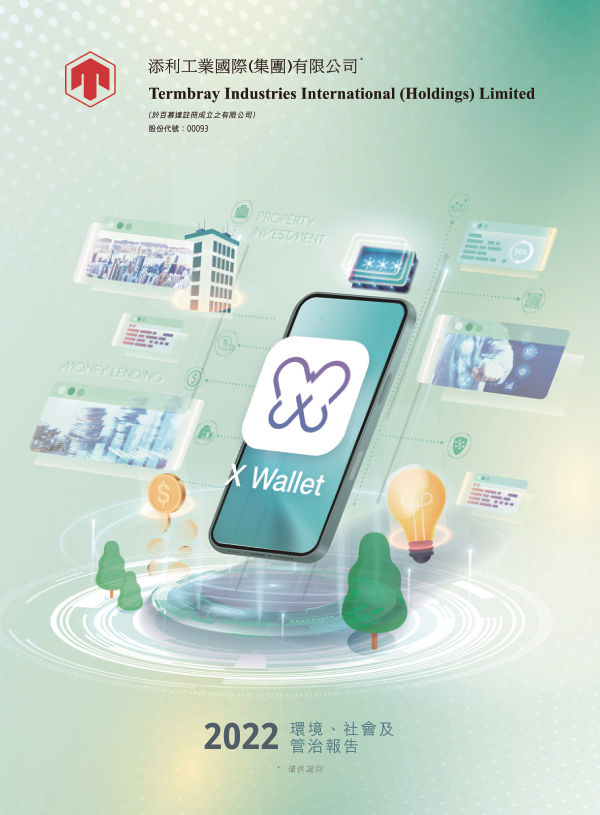 添利工業國際(集團)有限公司*
Termbray Industries International (Holdings) Limited
(於百慕達註冊成立之有限公司)
股份代號：00093
PROPERTY
INVESTMENT
60%
MONEY LENDING
X Wallet
2022 環境、社會及
管治報告
* 僅供識別